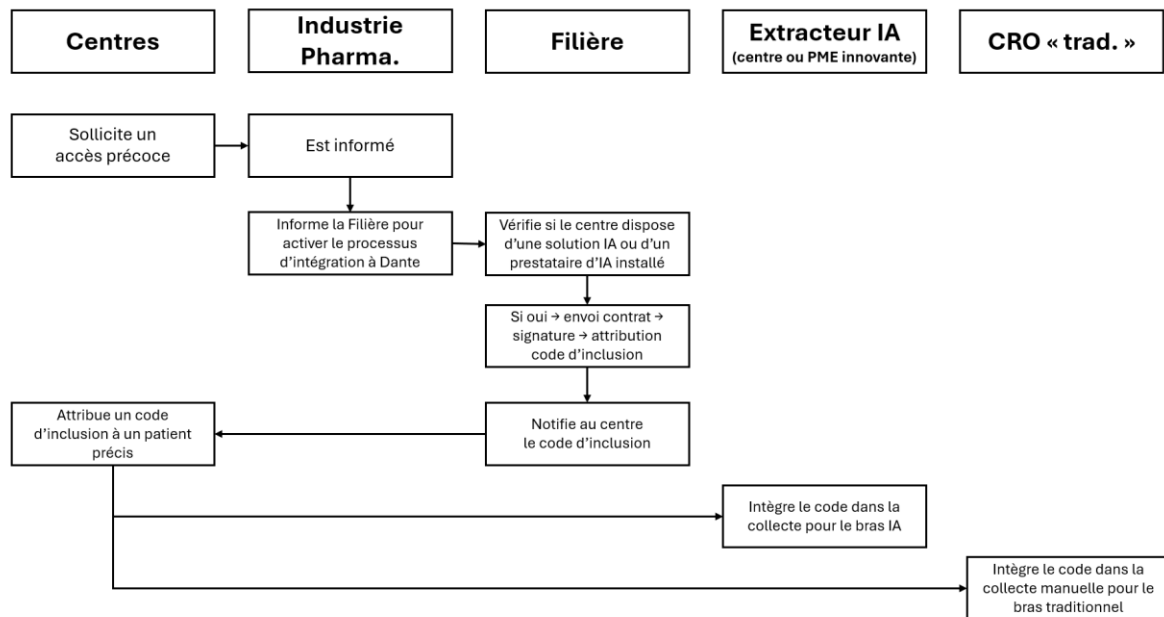 Centres
Industrie
Pharma.
Filière
Extracteur IA
(centre ou PME innovante)
CRO « trad. »
Sollicite un
accès précoce
Est informé
Informe la Filière pour
activer le processus
d’intégration à Dante
Vérifie si le centre dispose
d’une solution IA ou d’un
prestataire d’IA installé
Si oui → envoi contrat →
signature → attribution
code d’inclusion
Notifie au centre
le code d’inclusion
Attribue un code
d’inclusion à un patient
précis
Intègre le code dans la
collecte pour le bras IA
Intègre le code dans la
collecte manuelle pour le
bras traditionnel